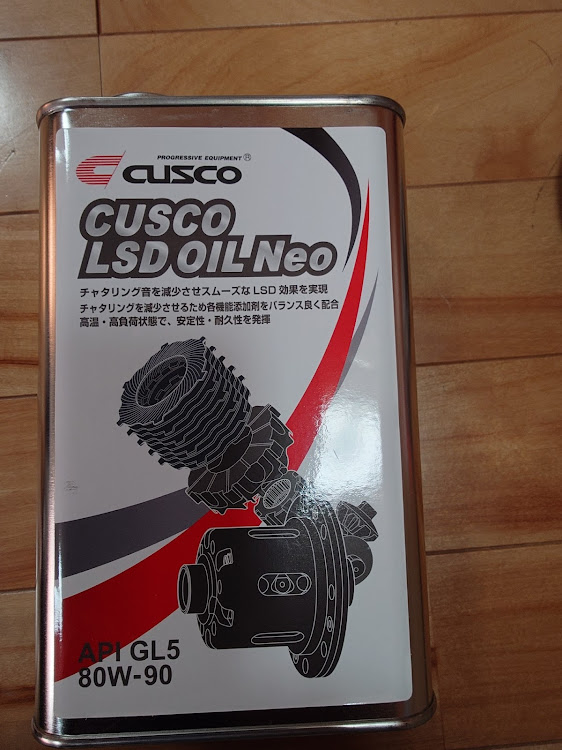 PROGRESSIVE EQUIPMENT®
CUSCO
CUSCO
LSD OIL Neo
チャタリング音を減少させスムーズな LSD 効果を実現
チャタリングを減少させるため各機能添加剤をバランス良く配合
高温・高負荷状態で、安定性・耐久性を発揮
API GL5
80W-90